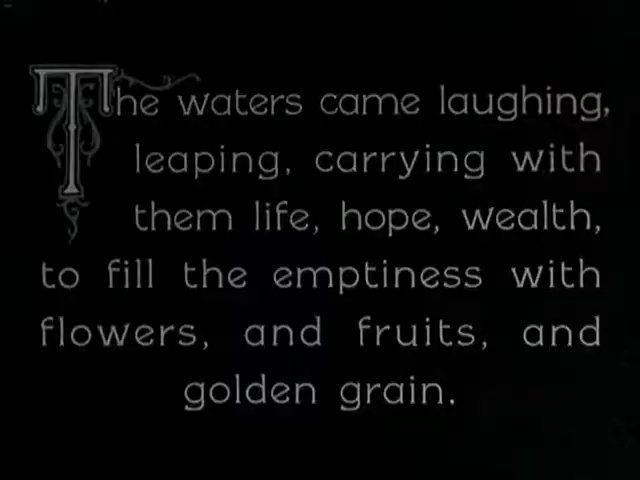 The waters came laughing,
leaping, carrying with
them life, hope, wealth,
to fill the emptiness with
flowers, and fruits, and
golden grain.